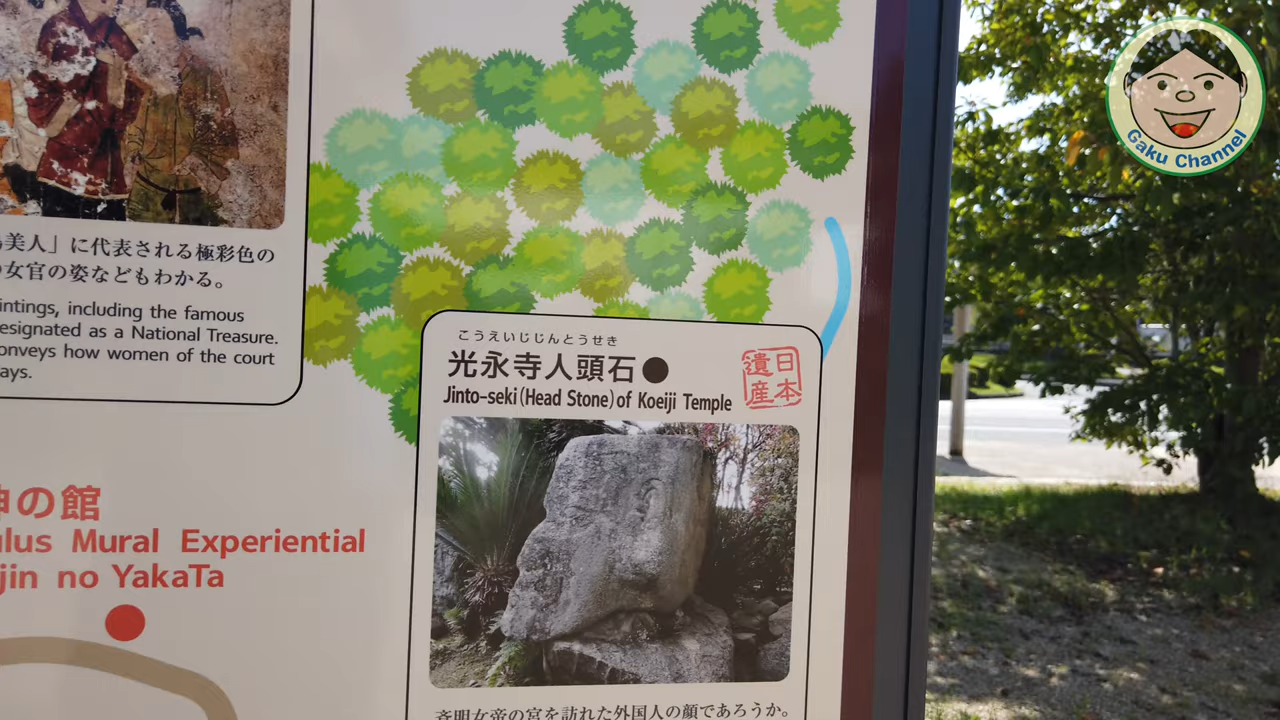 美人」に代表される極彩色の
女官の姿などもわかる。
intings, including the famous
esignated as a National Treasure.
onveys how women of the court
ays.
の館
lus Mural Experiential
jin no YakaTa
こうえいじじんとうせき
光永寺人頭石●
Jinto-seki(Head Stone)of Koeiji Temple
日本
遺産
斉明女帝の宮を訪れた外国人の顔であろうか。
Gaku Channel